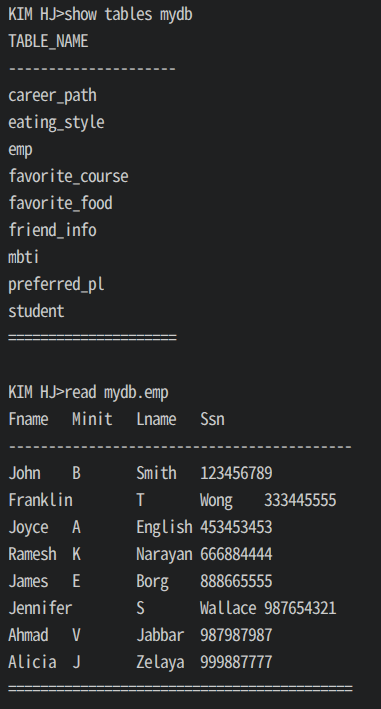 KIM HJ>show tables mydb
TABLE_NAME
---------------------
career_path
eating_style
emp
favorite_course
favorite_food
friend_info
mbti
preferred_pl
student
=====================
KIM HJ>read mydb.emp
Fname   Minit   Lname   Ssn
-------------------------------------------
John    B       Smith   123456789
Franklin        T       Wong    333445555
Joyce   A       English 453453453
Ramesh  K       Narayan 666884444
James   E       Borg    888665555
Jennifer        S       Wallace 987654321
Ahmad   V       Jabbar  987987987
Alicia  J       Zelaya  999887777
===========================================